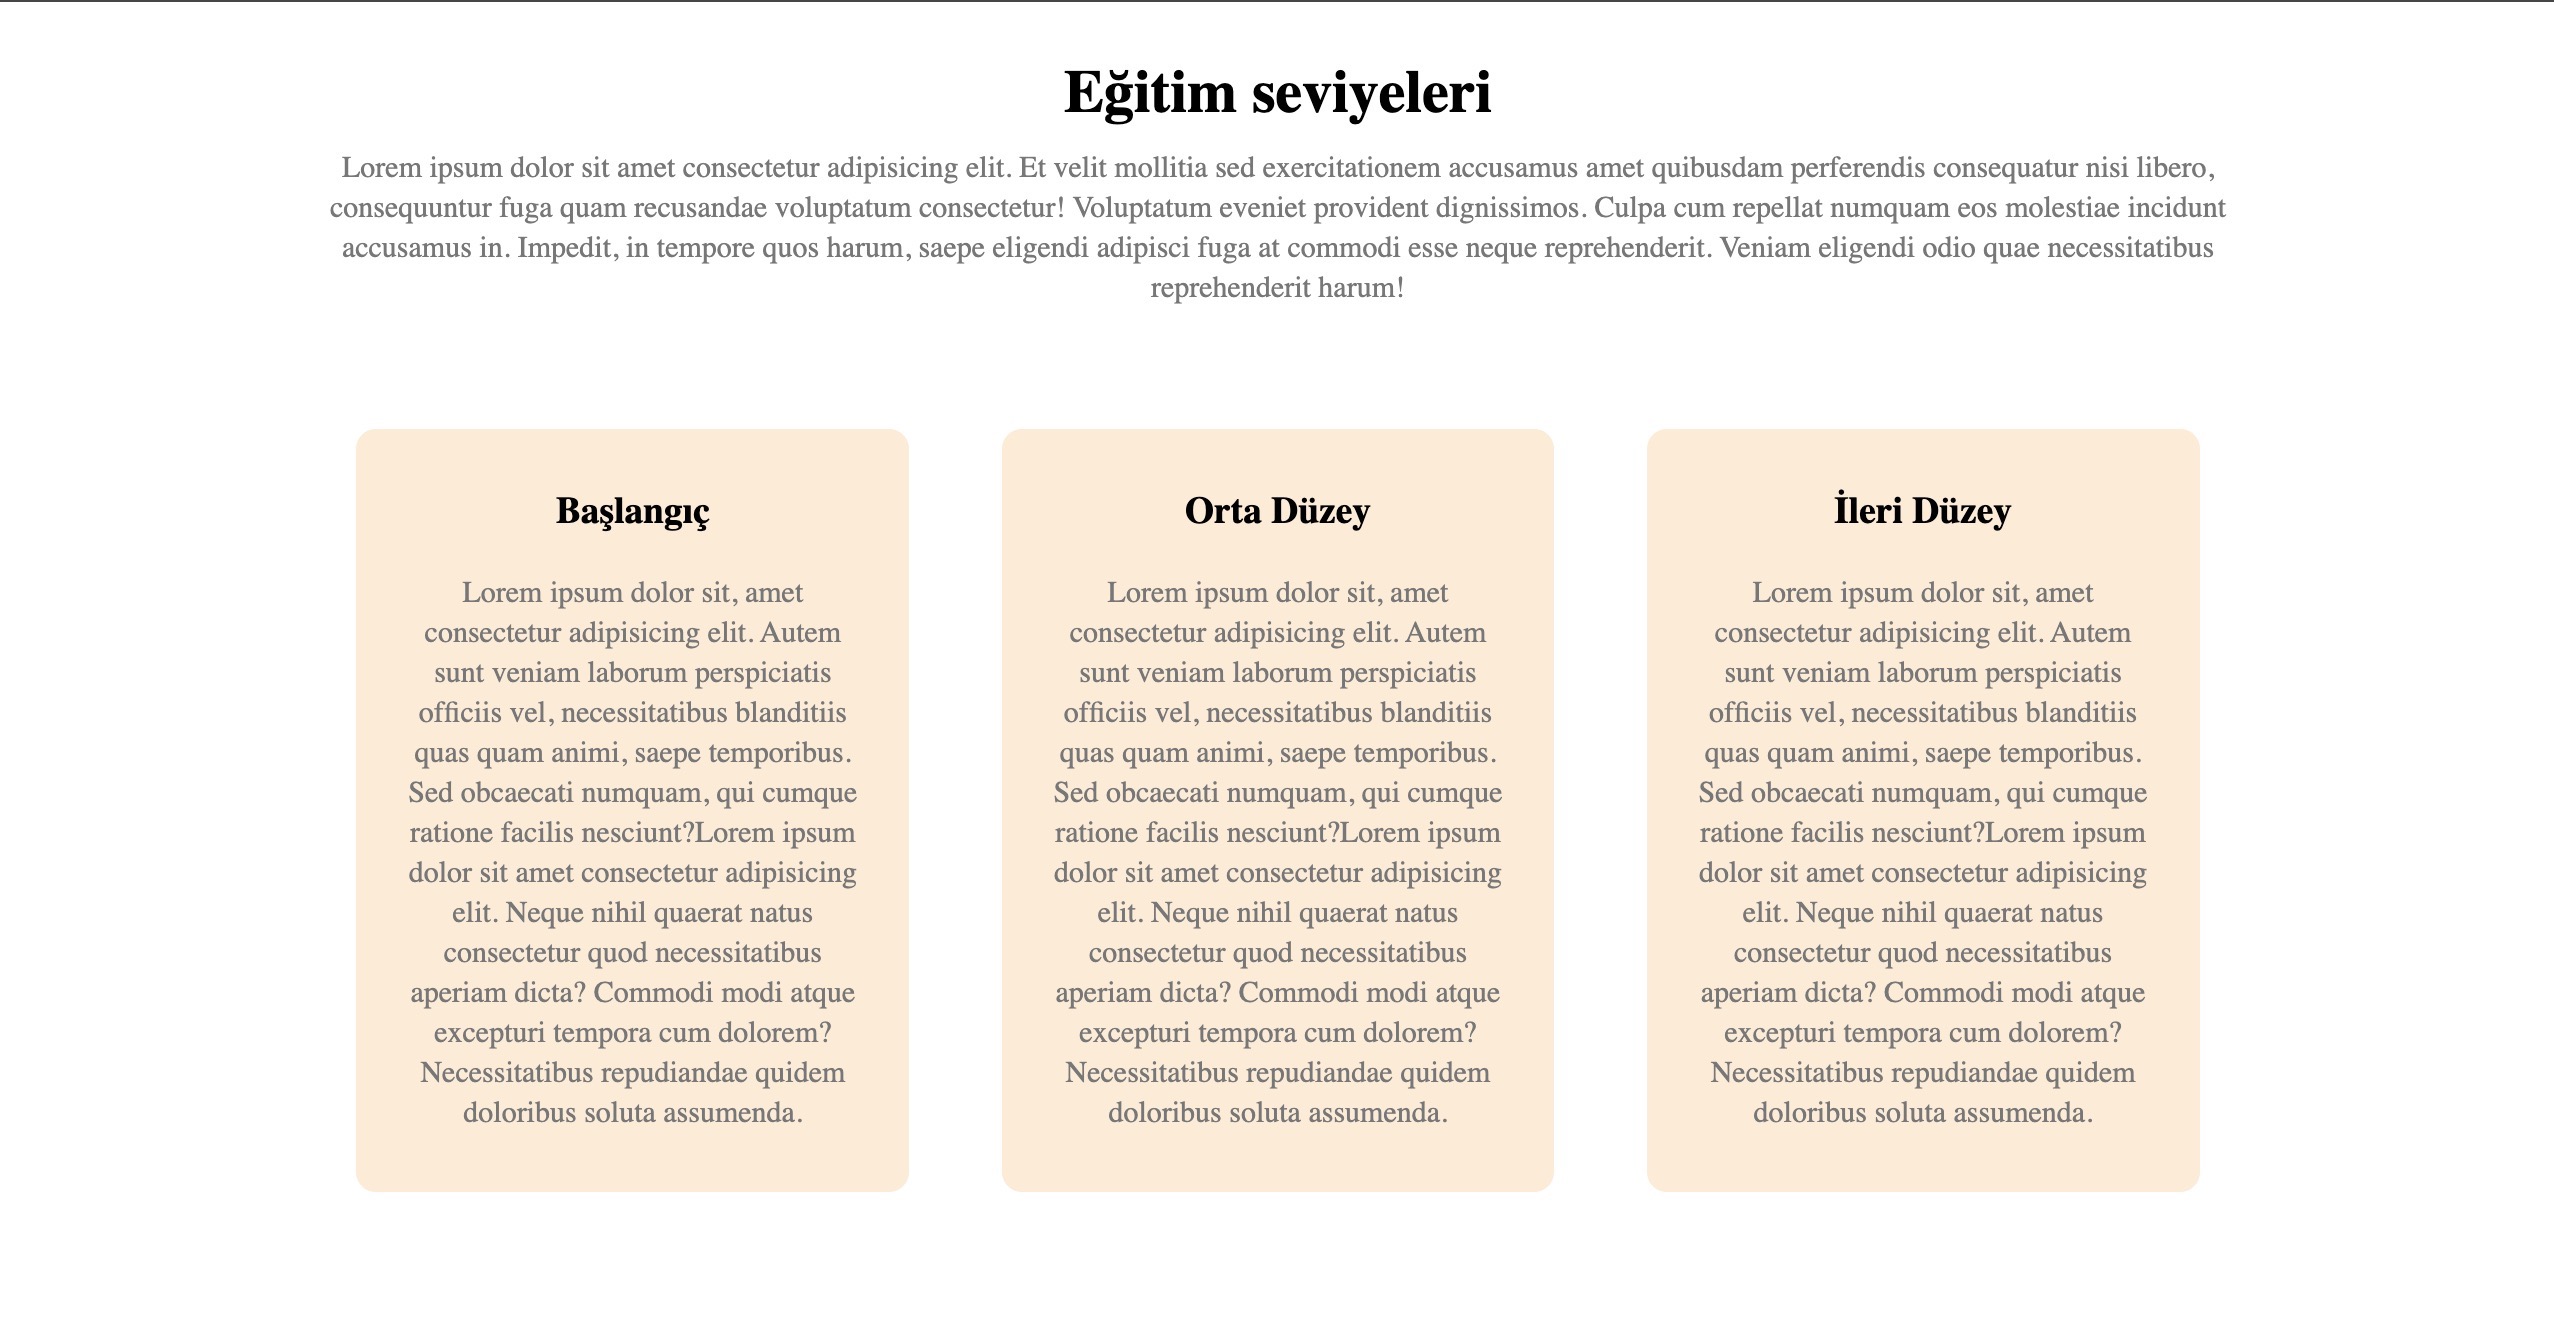 Eğitim seviyeleri
Lorem ipsum dolor sit amet consectetur adipisicing elit. Et velit mollitia sed exercitationem accusamus amet quibusdam perferendis consequatur nisi libero,
consequuntur fuga quam recusandae voluptatum consectetur! Voluptatum eveniet provident dignissimos. Culpa cum repellat numquam eos molestiae incidunt
accusamus in. Impedit, in tempore quos harum, saepe eligendi adipisci fuga at commodi esse neque reprehenderit. Veniam eligendi odio quae necessitatibus
reprehenderit harum!
Başlangıç
Lorem ipsum dolor sit, amet
consectetur adipisicing elit. Autem
sunt veniam laborum perspiciatis
officiis vel, necessitatibus blanditiis
quas quam animi, saepe temporibus.
Sed obcaecati numquam, qui cumque
ratione facilis nesciunt?Lorem ipsum
dolor sit amet consectetur adipisicing
elit. Neque nihil quaerat natus
consectetur quod necessitatibus
aperiam dicta? Commodi modi atque
excepturi tempora cum dolorem?
Necessitatibus repudiandae quidem
doloribus soluta assumenda.
Orta Düzey
Lorem ipsum dolor sit, amet
consectetur adipisicing elit. Autem
sunt veniam laborum perspiciatis
officiis vel, necessitatibus blanditiis
quas quam animi, saepe temporibus.
Sed obcaecati numquam, qui cumque
ratione facilis nesciunt?Lorem ipsum
dolor sit amet consectetur adipisicing
elit. Neque nihil quaerat natus
consectetur quod necessitatibus
aperiam dicta? Commodi modi atque
excepturi tempora cum dolorem?
Necessitatibus repudiandae quidem
doloribus soluta assumenda.
İleri Düzey
Lorem ipsum dolor sit, amet
consectetur adipisicing elit. Autem
sunt veniam laborum perspiciatis
officiis vel, necessitatibus blanditiis
quas quam animi, saepe temporibus.
Sed obcaecati numquam, qui cumque
ratione facilis nesciunt?Lorem ipsum
dolor sit amet consectetur adipisicing
elit. Neque nihil quaerat natus
consectetur quod necessitatibus
aperiam dicta? Commodi modi atque
excepturi tempora cum dolorem?
Necessitatibus repudiandae quidem
doloribus soluta assumenda.